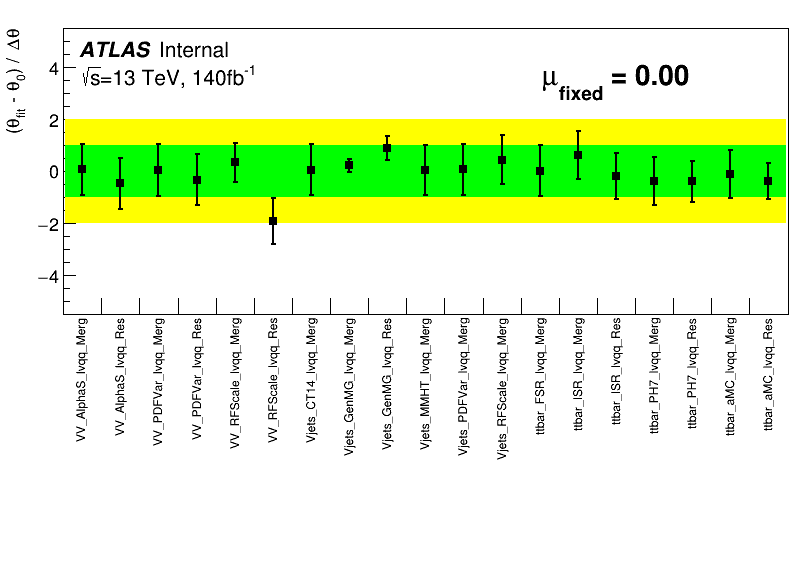 ATLAS Internal
√s=13 TeV, 140fb-1
μfixed = 0.00
(θfit - θ0) / Δθ
4
2
0
−2
−4
VV_AlphaS_lvqq_Merg
VV_AlphaS_lvqq_Res
VV_PDFVar_lvqq_Merg
VV_PDFVar_lvqq_Res
VV_RFScale_lvqq_Merg
VV_RFScale_lvqq_Res
Vjets_CT14_lvqq_Merg
Vjets_GenMG_lvqq_Merg
Vjets_GenMG_lvqq_Res
Vjets_MMHT_lvqq_Merg
Vjets_PDFVar_lvqq_Merg
Vjets_RFScale_lvqq_Merg
ttbar_FSR_lvqq_Merg
ttbar_ISR_lvqq_Merg
ttbar_ISR_lvqq_Res
ttbar_PH7_lvqq_Merg
ttbar_PH7_lvqq_Res
ttbar_aMC_lvqq_Merg
ttbar_aMC_lvqq_Res